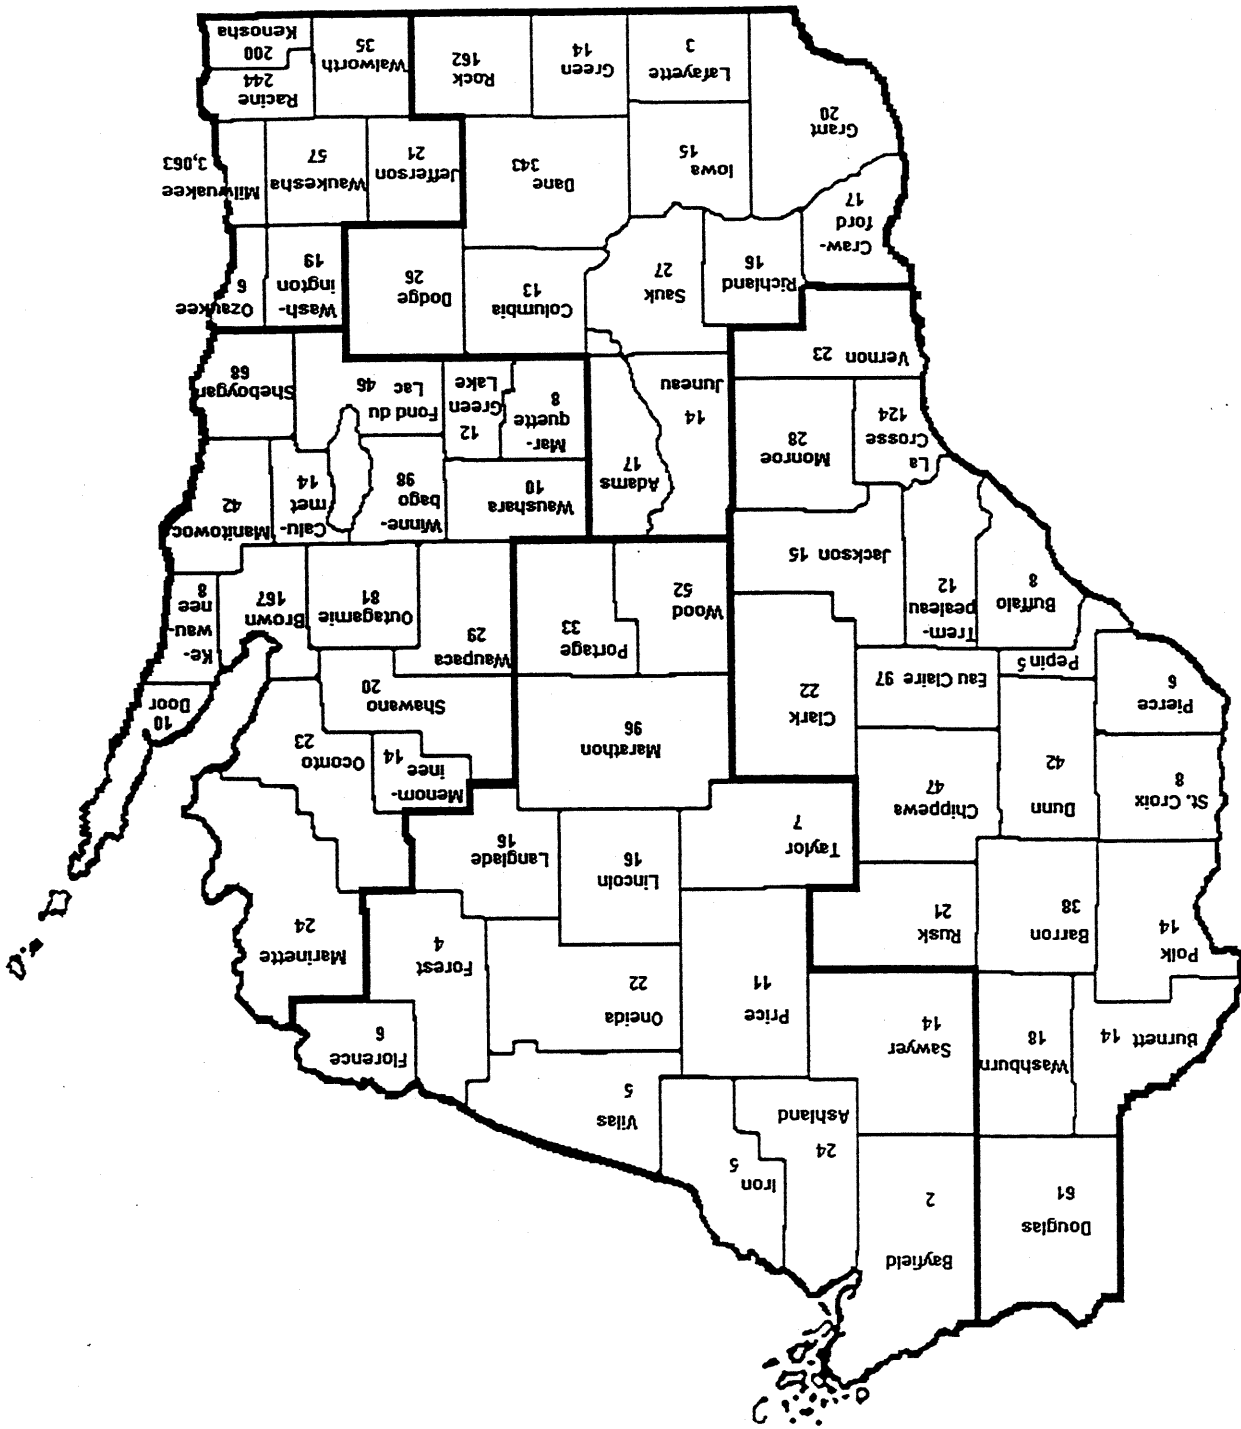 Bayfield
2
Douglas
61
Iron
5
24
Ashland
Vilas
5
Burnett 14
Washburn
18
Sawyer
14
Florence
6
Price
11
Oneida
22
Forest
4
Marinette
24
Polk
14
Barron
38
Rusk
21
Lincoln
16
Langlade
16
Taylor
7
St. Croix
8
Dunn
42
Chippewa
47
Menom-
inee
14
Oconto
23
Marathon
96
Clark
22
Shawano
20
Door
10
Pierce
6
Pepin 5
Eau Claire 97
Portage
33
Waupaca
29
Ke-
wau-
nee
8
Buffalo
8
Trem-
pealeau
12
Wood
52
Outagamie
81
Brown
167
Jackson 15
Calu-
met
14
Manitowoc
42
Winne-
bago
98
Waushara
10
Adams
17
La
Crosse
124
Monroe
28
14
Juneau
Mar-
quette
8
12
Green
Lake
Fond du
Lac 46
Sheboygan
68
Vernon 23
Wash-
ington
19
Ozaukee
6
Columbia
13
Dodge
26
Sauk
27
Richland
16
Craw-
ford
17
Iowa
15
Dane
343
Jefferson
21
Waukesha
57
Milwuakee
3,063
Grant
20
Lafayette
3
Green
14
Rock
162
Walworth
35
Racine
244
200
Kenosha